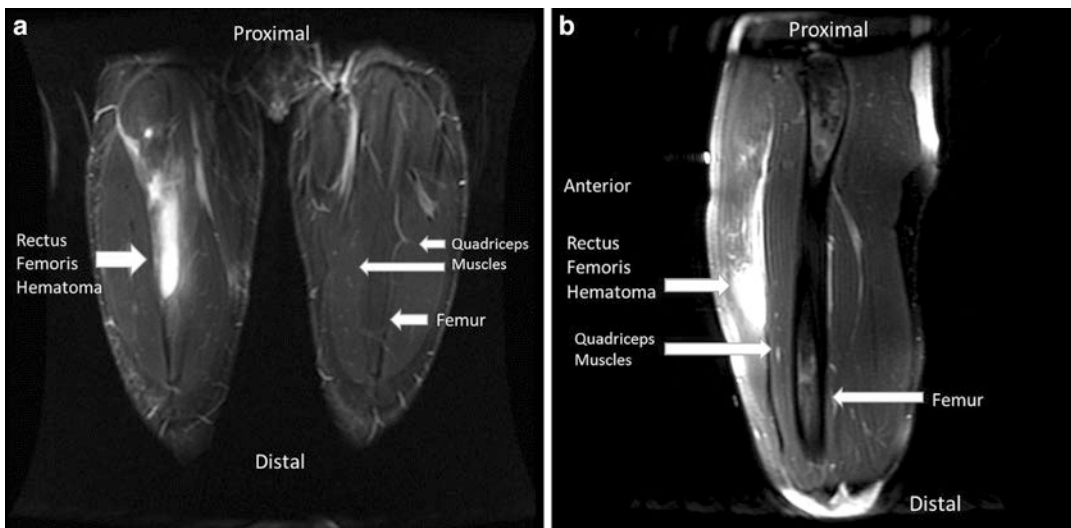 a
Proximal
Rectus
Femoris
Hematoma
Quadriceps
Muscles
Femur
Distal
b
Proximal
Anterior
Rectus
Femoris
Hematoma
Quadriceps
Muscles
Femur
Distal